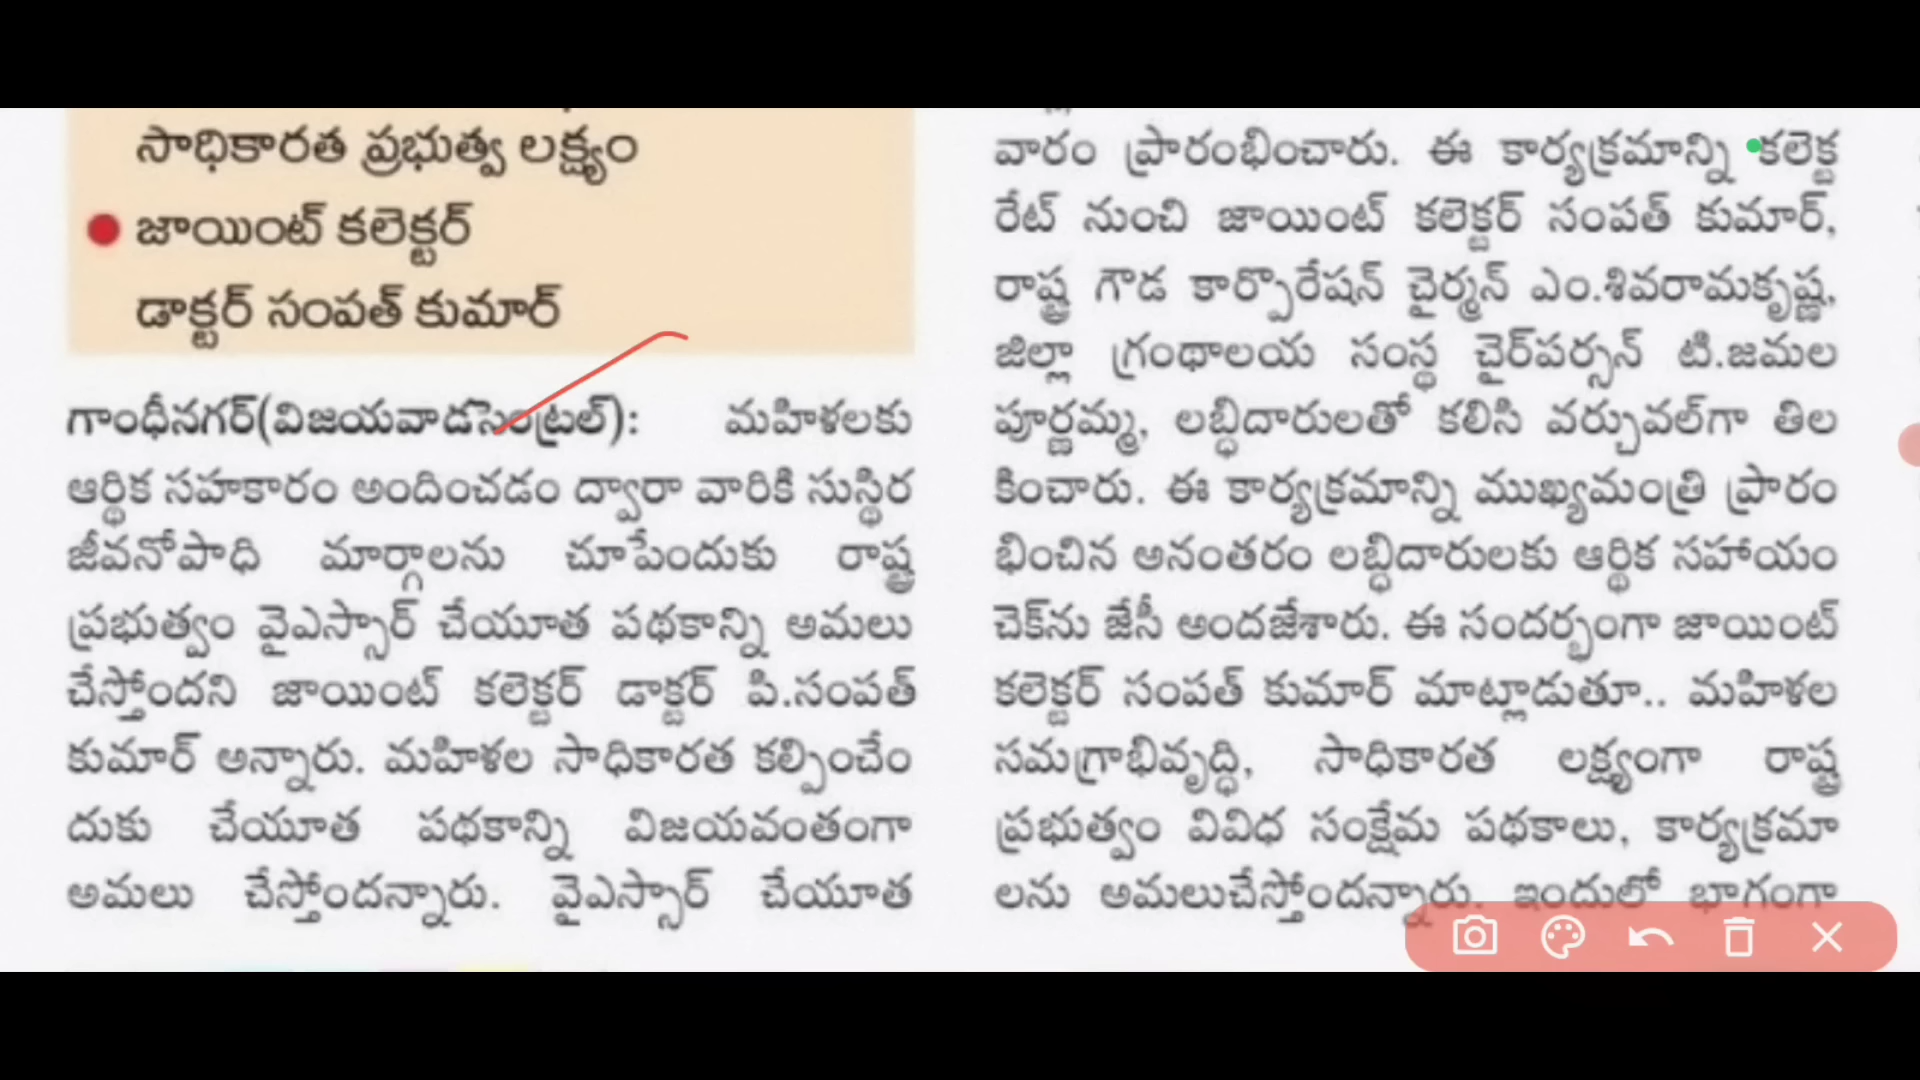 సాధికారత ప్రభుత్వ లక్ష్యం
జాయింట్ కలెక్టర్
డాక్టర్ సంపత్ కుమార్
గాంధీనగర్(విజయవాడసెంట్రల్): మహిళలకు
ఆర్థిక సహకారం అందించడం ద్వారా వారికి సుస్థిర
జీవనోపాధి మార్గాలను చూపేందుకు రాష్ట్ర
ప్రభుత్వం వైఎస్సార్ చేయూత పథకాన్ని అమలు
చేస్తోందని జాయింట్ కలెక్టర్ డాక్టర్ పి.సంపత్
కుమార్ అన్నారు. మహిళల సాధికారత కల్పించేం
దుకు చేయూత పథకాన్ని విజయవంతంగా
అమలు చేస్తోందన్నారు. వైఎస్సార్ చేయూత
వారం ప్రారంభించారు. ఈ కార్యక్రమాన్ని కలెక్ట
రేట్ నుంచి జాయింట్ కలెక్టర్ సంపత్ కుమార్,
రాష్ట్ర గౌడ కార్పొరేషన్ చైర్మన్ ఎం.శివరామకృష్ణ,
జిల్లా గ్రంథాలయ సంస్థ చైర్‌పర్సన్ టి.జమల
పూర్ణమ్మ, లబ్ధిదారులతో కలిసి వర్చువల్‌గా తిల
కించారు. ఈ కార్యక్రమాన్ని ముఖ్యమంత్రి ప్రారం
భించిన అనంతరం లబ్ధిదారులకు ఆర్థిక సహాయం
చెక్‌ను జేసీ అందజేశారు. ఈ సందర్భంగా జాయింట్
కలెక్టర్ సంపత్ కుమార్ మాట్లాడుతూ.. మహిళల
సమగ్రాభివృద్ధి, సాధికారత లక్ష్యంగా రాష్ట్ర
ప్రభుత్వం వివిధ సంక్షేమ పథకాలు, కార్యక్రమా
లను అమలుచేస్తోందన్నారు. ఇందులో భాగంగా